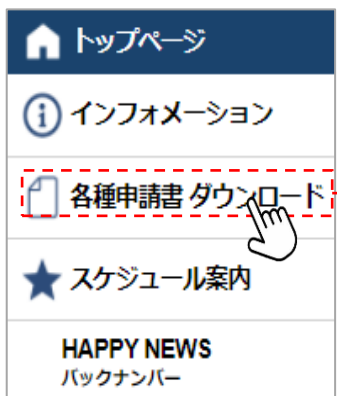 トップページ
インフォメーション
各種申請書 ダウンロード
スケジュール案内
HAPPY NEWS
バックナンバー